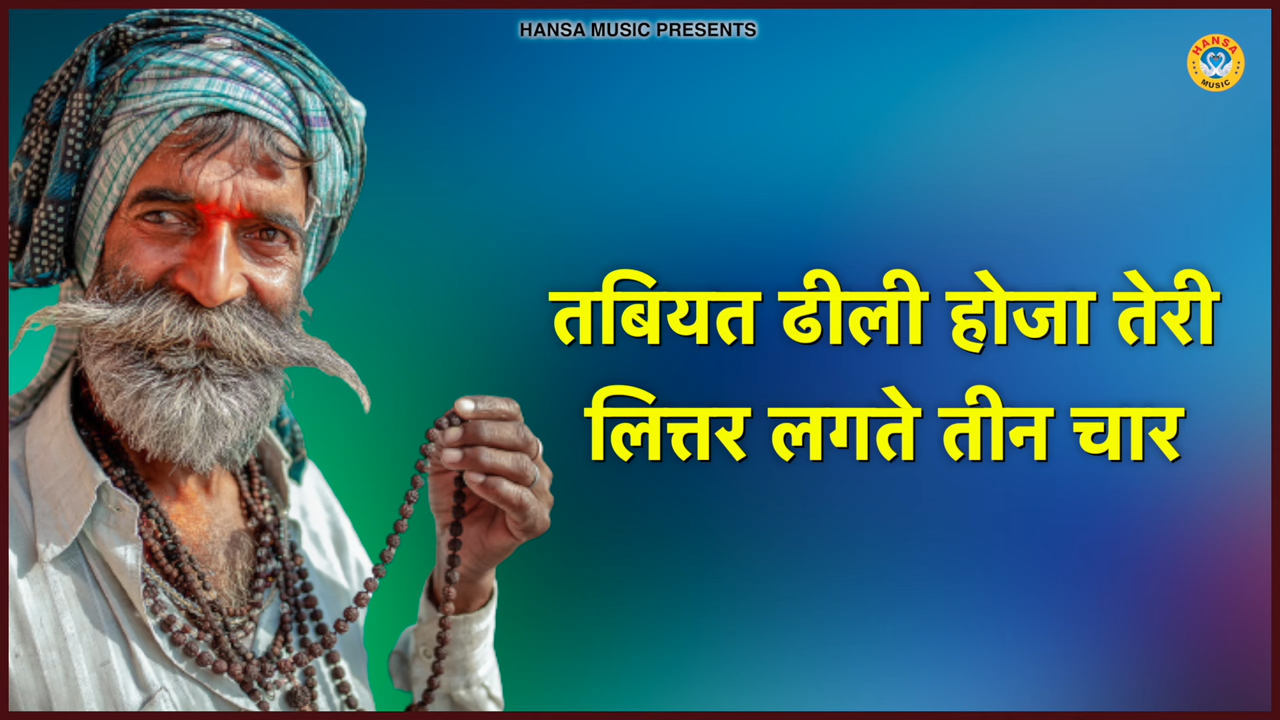 HANSA MUSIC PRESENTS
HANSA
MUSIC
तबियत ढीली होजा तेरी
लित्तर लगते तीन चार